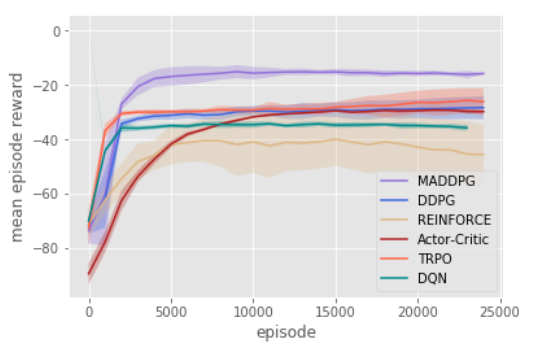 0
−20
−40
−60
−80
mean episode reward
MADDPG
DDPG
REINFORCE
Actor-Critic
TRPO
DQN
0
5000
10000
15000
20000
25000
episode